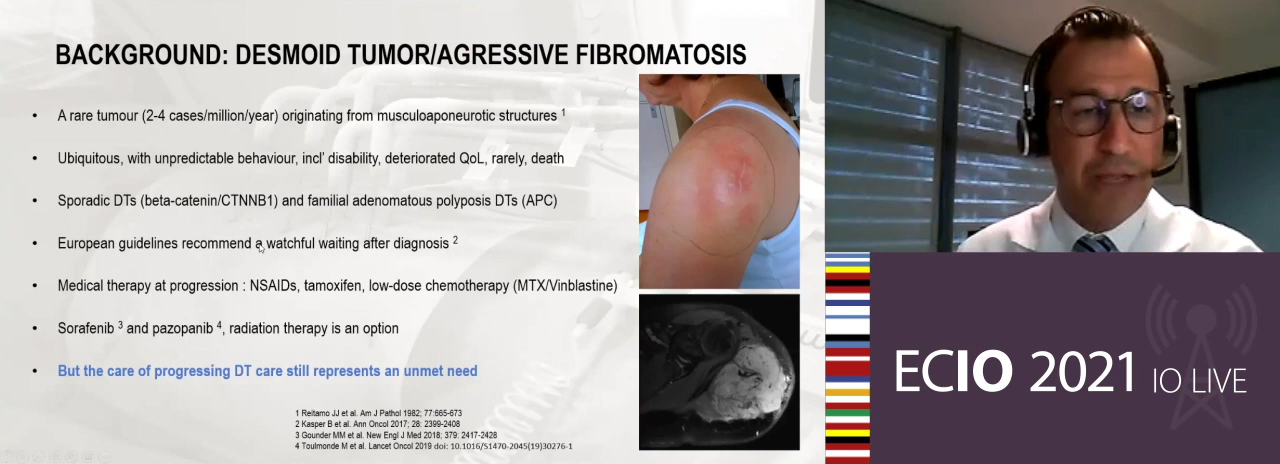 BACKGROUND: DESMOID TUMOR/AGRESSIVE FIBROMATOSIS
• A rare tumour (2-4 cases/million/year) originating from musculoaponeurotic structures 1
• Ubiquitous, with unpredictable behaviour, incl' disability, deteriorated QoL, rarely, death
• Sporadic DTs (beta-catenin/CTNNB1) and familial adenomatous polyposis DTs (APC)
• European guidelines recommend a watchful waiting after diagnosis 2
• Medical therapy at progression : NSAIDs, tamoxifen, low-dose chemotherapy (MTX/Vinblastine)
• Sorafenib 3 and pazopanib 4, radiation therapy is an option
• But the care of progressing DT care still represents an unmet need
1 Reitamo JJ et al. Am J Pathol 1982; 77:665-673
2 Kasper B et al. Ann Oncol 2017; 28: 2399-2408
3 Gounder MM et al. New Engl J Med 2018; 379: 2417-2428
4 Toulmonde M et al. Lancet Oncol 2019 doi: 10.1016/S1470-2045(19)30276-1
ECIO 2021 IO LIVE